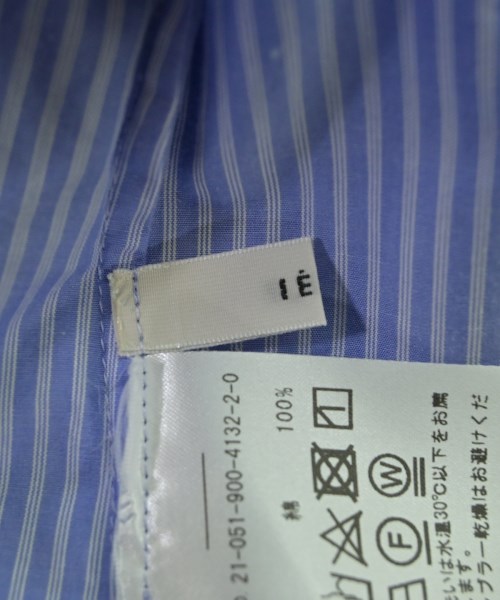 21-051-900-4132-2-0
綿 100%
F W
いは水温30℃以下をお薦
ます。
ブラー乾燥はお避けくだ